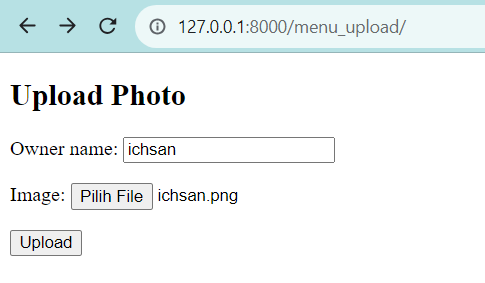 127.0.0.1:8000/menu_upload/
Upload Photo
Owner name: ichsan
Image: Pilih File ichsan.png
Upload